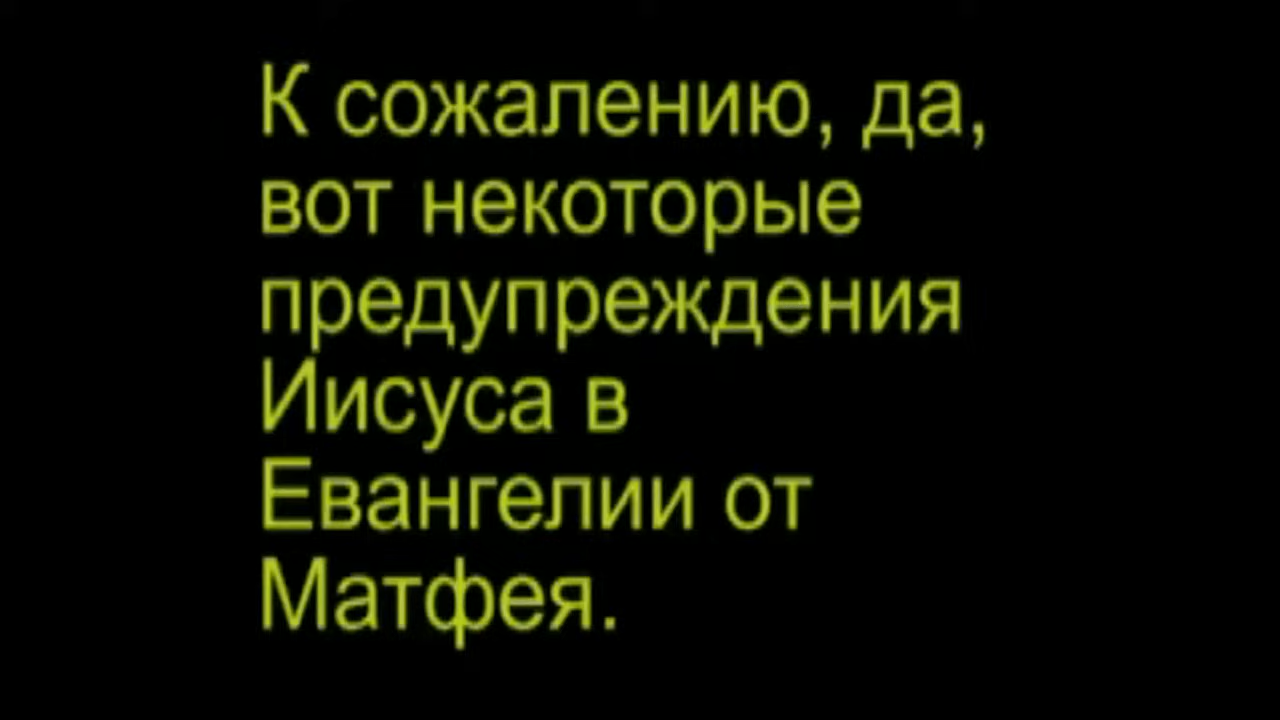 К сожалению, да,
вот некоторые
предупреждения
Иисуса в
Евангелии от
Матфея.